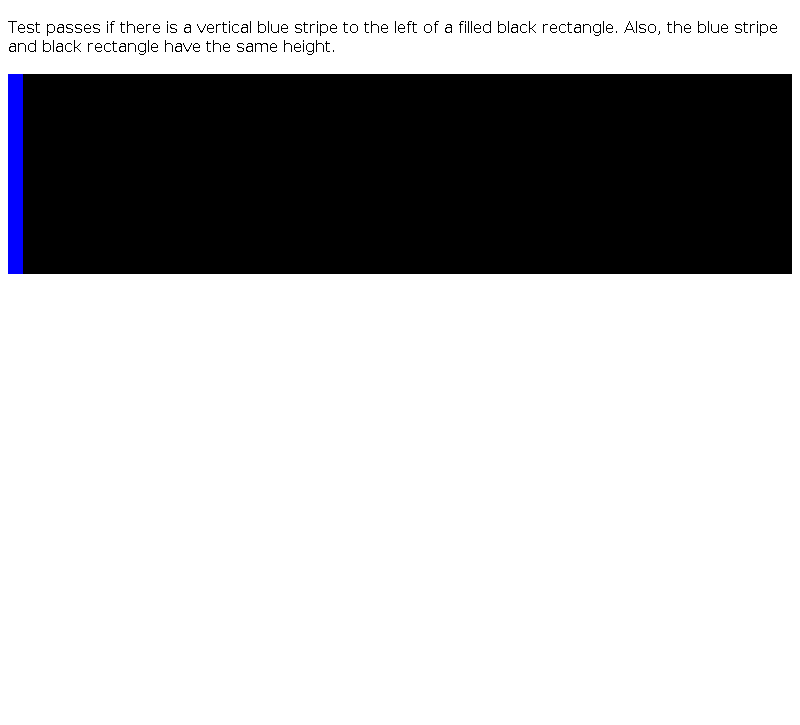 Test passes if there is a vertical blue stripe to the left of a filled black rectangle. Also, the blue stripe
and black rectangle have the same height.